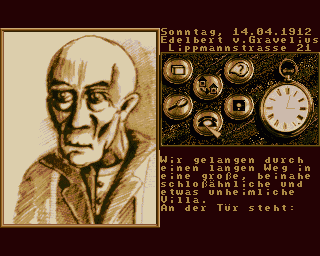 Sonntag, 14.04.1912
Edelbert v.Gravelius
Lippmannstrasse 21
Wir gelangen durch
einen langen Weg in
eine große, beinahe
schloßähnliche und
etwas unheimliche
Villa.
An der Tür steht: